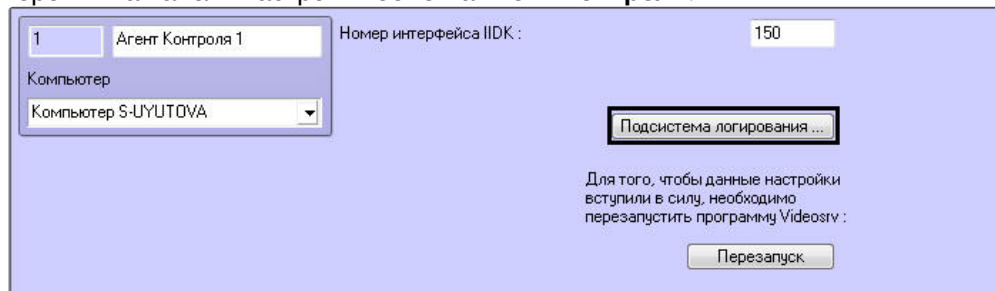 1
Агент Контроля 1
Номер интерфейса IIDK :
150
Компьютер
Компьютер S-UYUTOVA
Подсистема логирования ...
Для того, чтобы данные настройки
вступили в силу, необходимо
перезапустить программу Videosrv :
Перезапуск